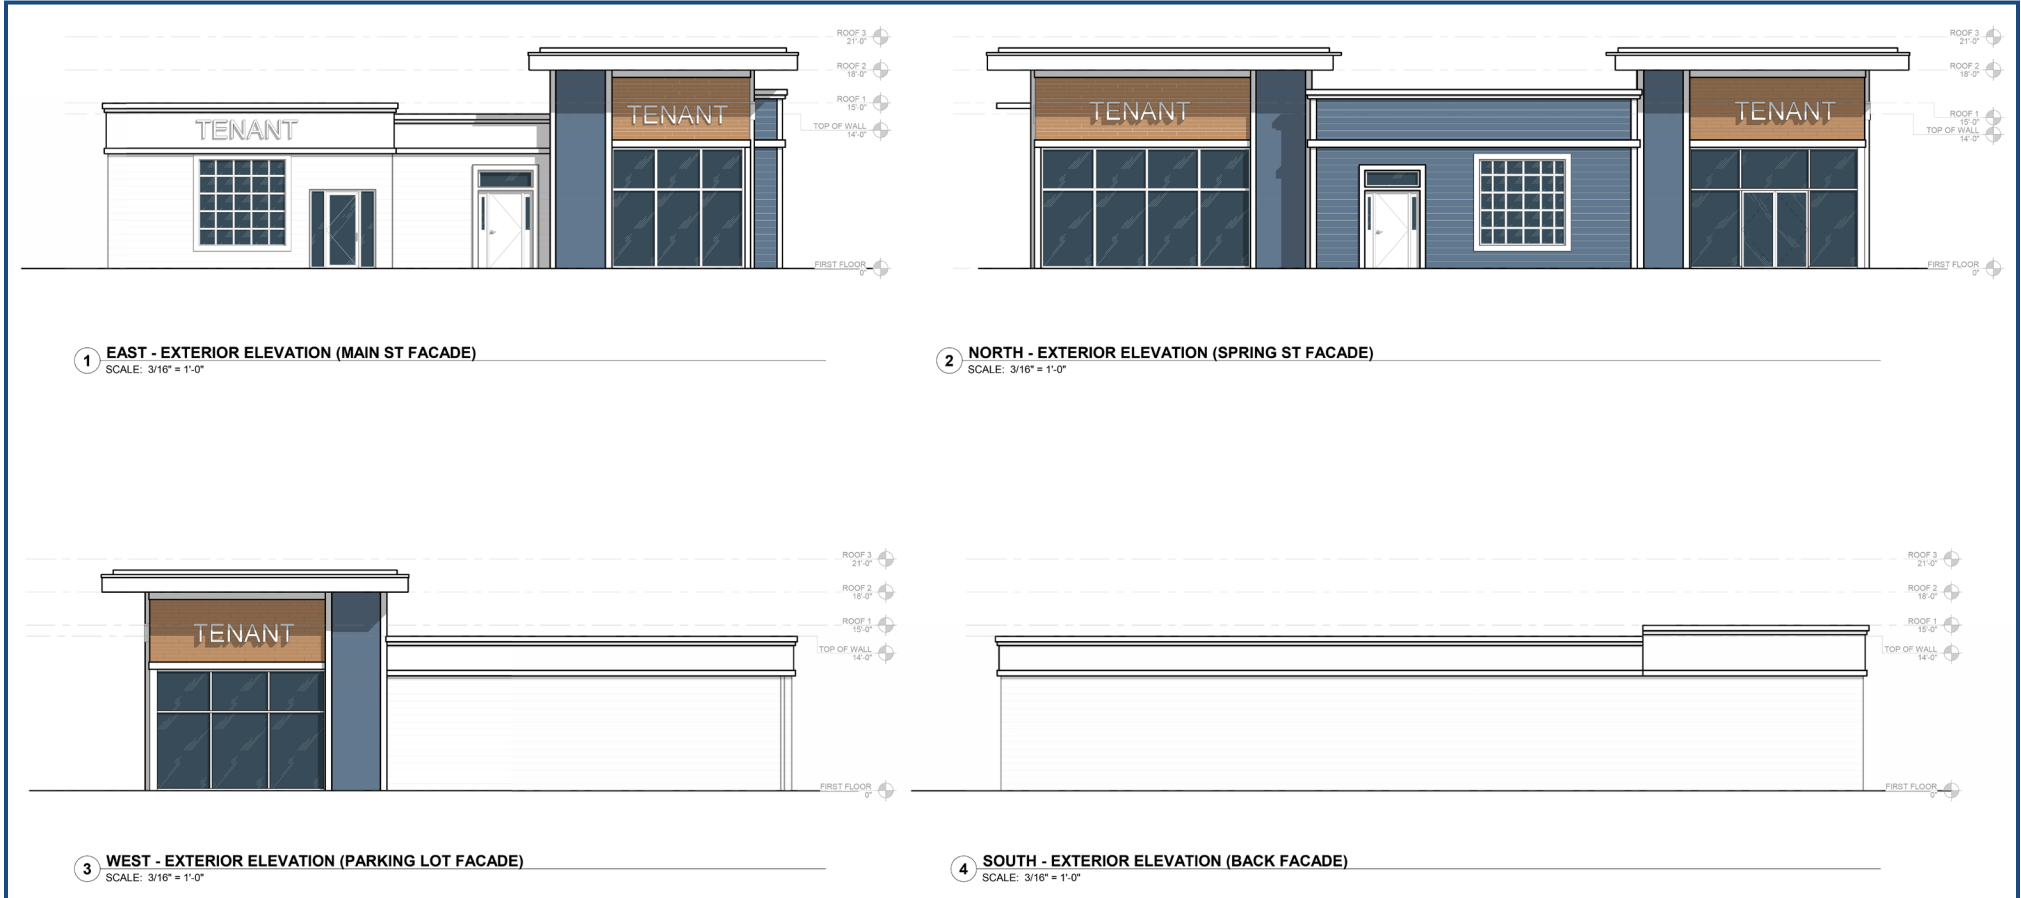 ROOF 3
21'-0"
ROOF 2
18'-0"
ROOF 1
15'-0"
TOP OF WALL
14'-0"
FIRST FLOOR
0"
TENANT
TENANT
1
EAST - EXTERIOR ELEVATION (MAIN ST FACADE)
SCALE: 3/16" = 1'-0"
ROOF 3
21'-0"
ROOF 2
18'-0"
ROOF 1
15'-0"
TOP OF WALL
14'-0"
FIRST FLOOR
0"
TENANT
TENANT
2
NORTH - EXTERIOR ELEVATION (SPRING ST FACADE)
SCALE: 3/16" = 1'-0"
ROOF 3
21'-0"
ROOF 2
18'-0"
ROOF 1
15'-0"
TOP OF WALL
14'-0"
FIRST FLOOR
0"
TENANT
3
WEST - EXTERIOR ELEVATION (PARKING LOT FACADE)
SCALE: 3/16" = 1'-0"
ROOF 3
21'-0"
ROOF 2
18'-0"
ROOF 1
15'-0"
TOP OF WALL
14'-0"
FIRST FLOOR
0"
4
SOUTH - EXTERIOR ELEVATION (BACK FACADE)
SCALE: 3/16" = 1'-0"